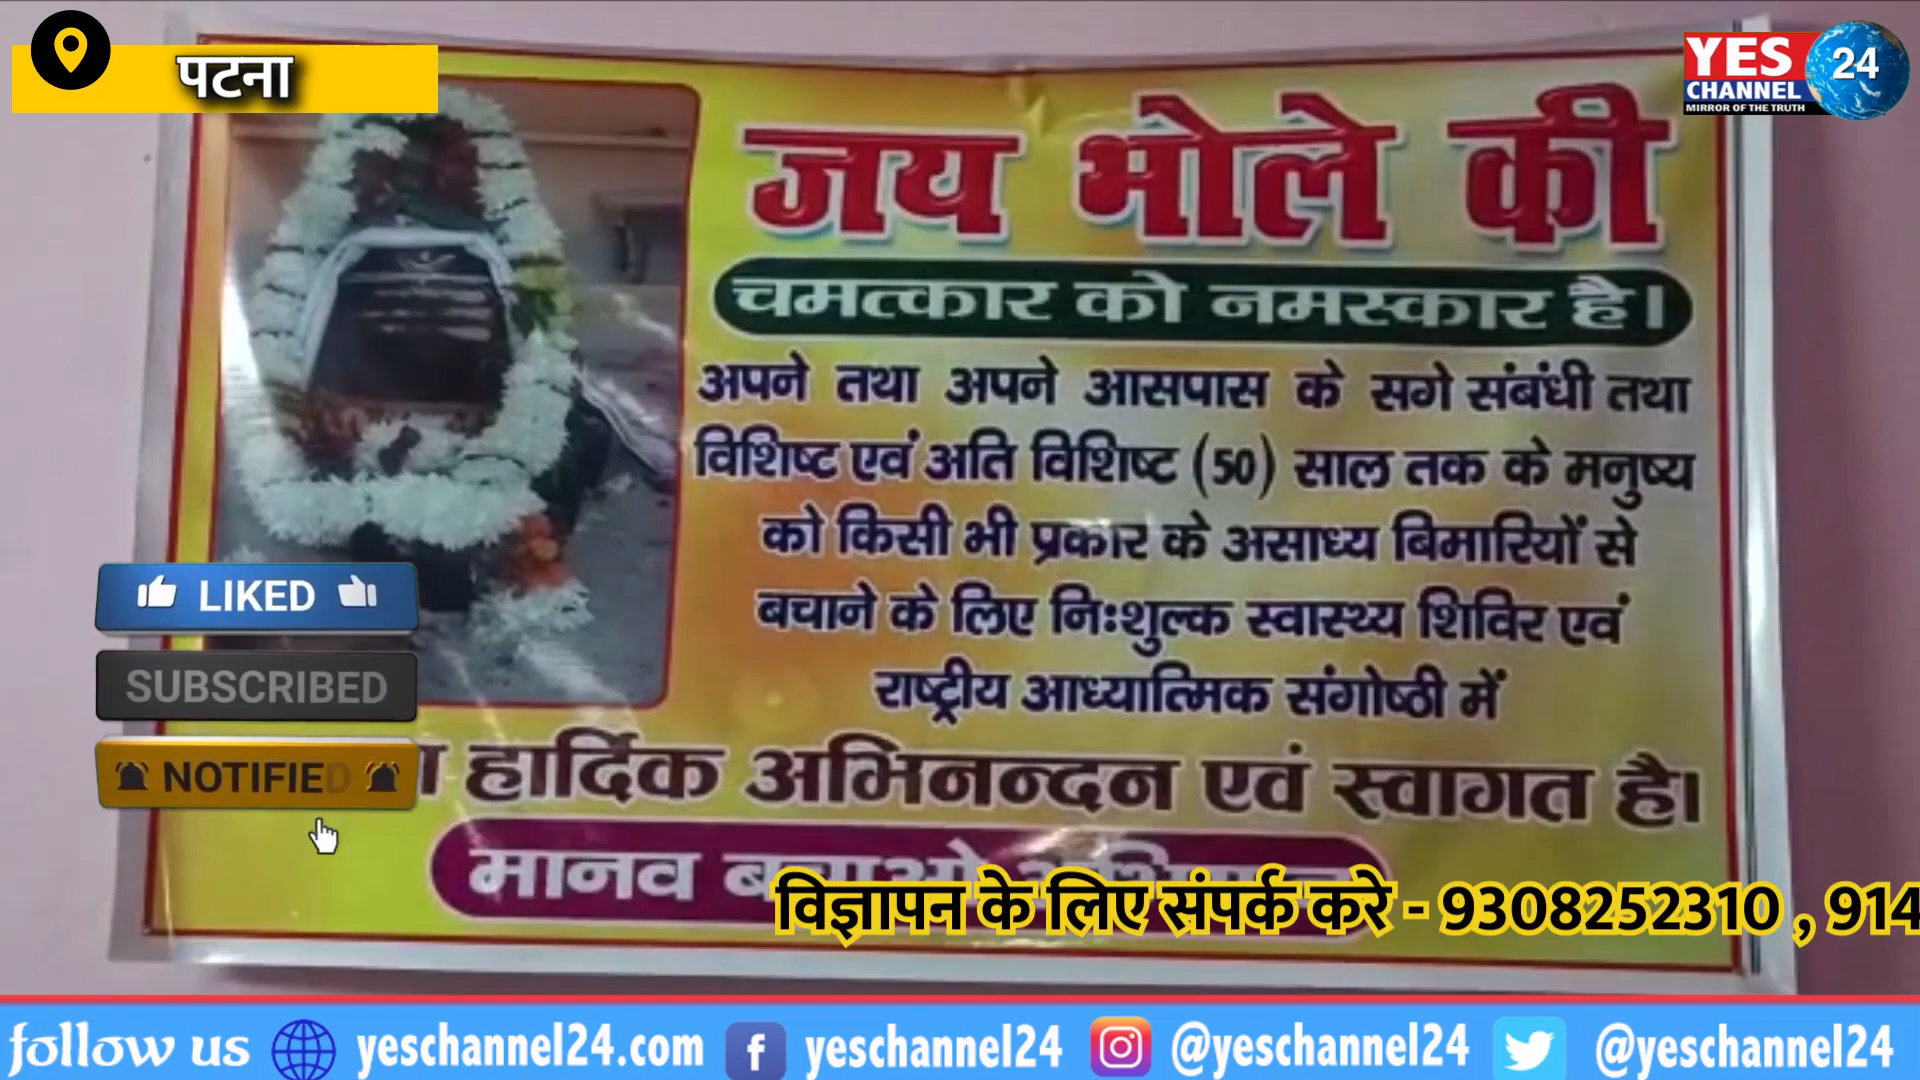 पटना
YES
CHANNEL
24
MIRROR OF THE TRUTH
जय भोले की
चमत्कार को नमस्कार है।
अपने तथा अपने आसपास के सगे संबंधी तथा
विशिष्ट एवं अति विशिष्ट (50) साल तक के मनुष्य
को किसी भी प्रकार के असाध्य बिमारियों से
बचाने के लिए निःशुल्क स्वास्थ्य शिविर एवं
राष्ट्रीय आध्यात्मिक संगोष्ठी में
हार्दिक अभिनन्दन एवं स्वागत है।
मानव
LIKED
SUBSCRIBED
NOTIFIED
विज्ञापन के लिए संपर्क करे - 9308252310 , 914
follow us yeschannel24.com yeschannel24 @yeschannel24 @yeschannel24